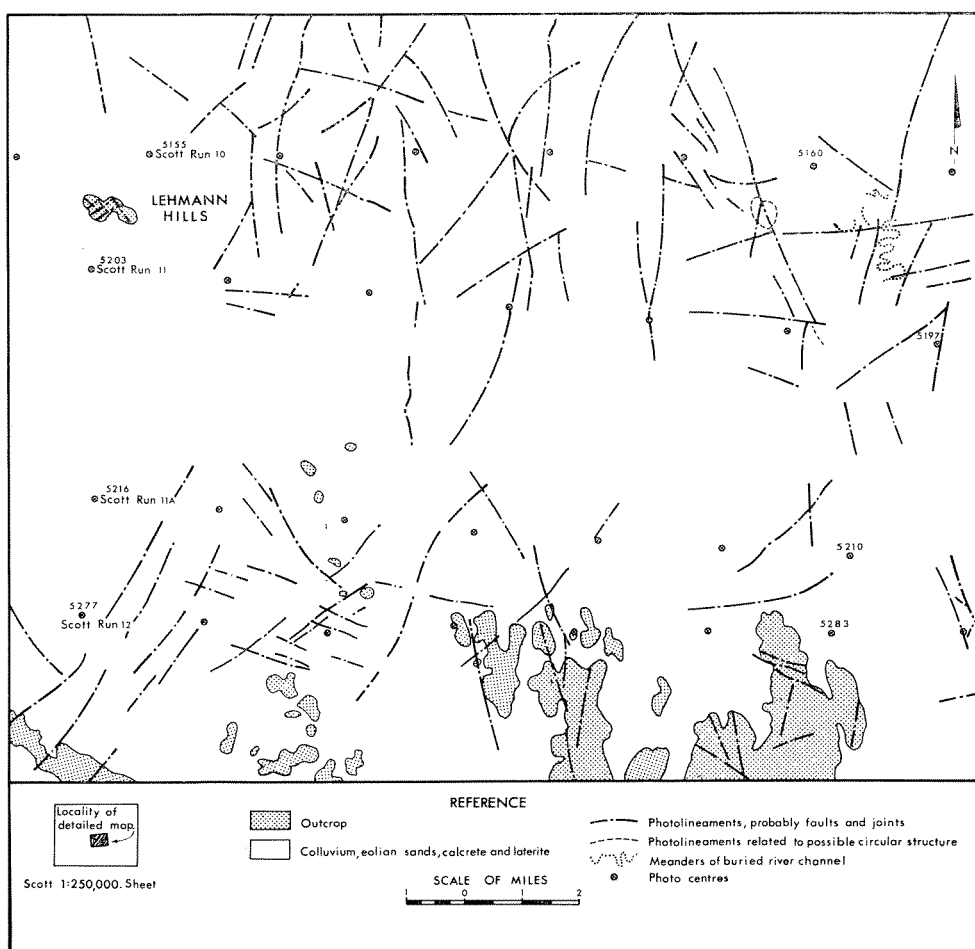 5155
Scott Run 10
5160
N
LEHMANN
HILLS
5203
Scott Run 11
5197
5216
Scott Run 11A
5210
5277
Scott Run 12
5283
REFERENCE
Locality of
detailed map
Scott 1:250,000. Sheet
Outcrop
Colluvium, eolian sands, calcrete and laterite
SCALE OF MILES
1 0 2
Photolineaments, probably faults and joints
Photolineaments related to possible circular structure
Meanders of buried river channel
Photo centres